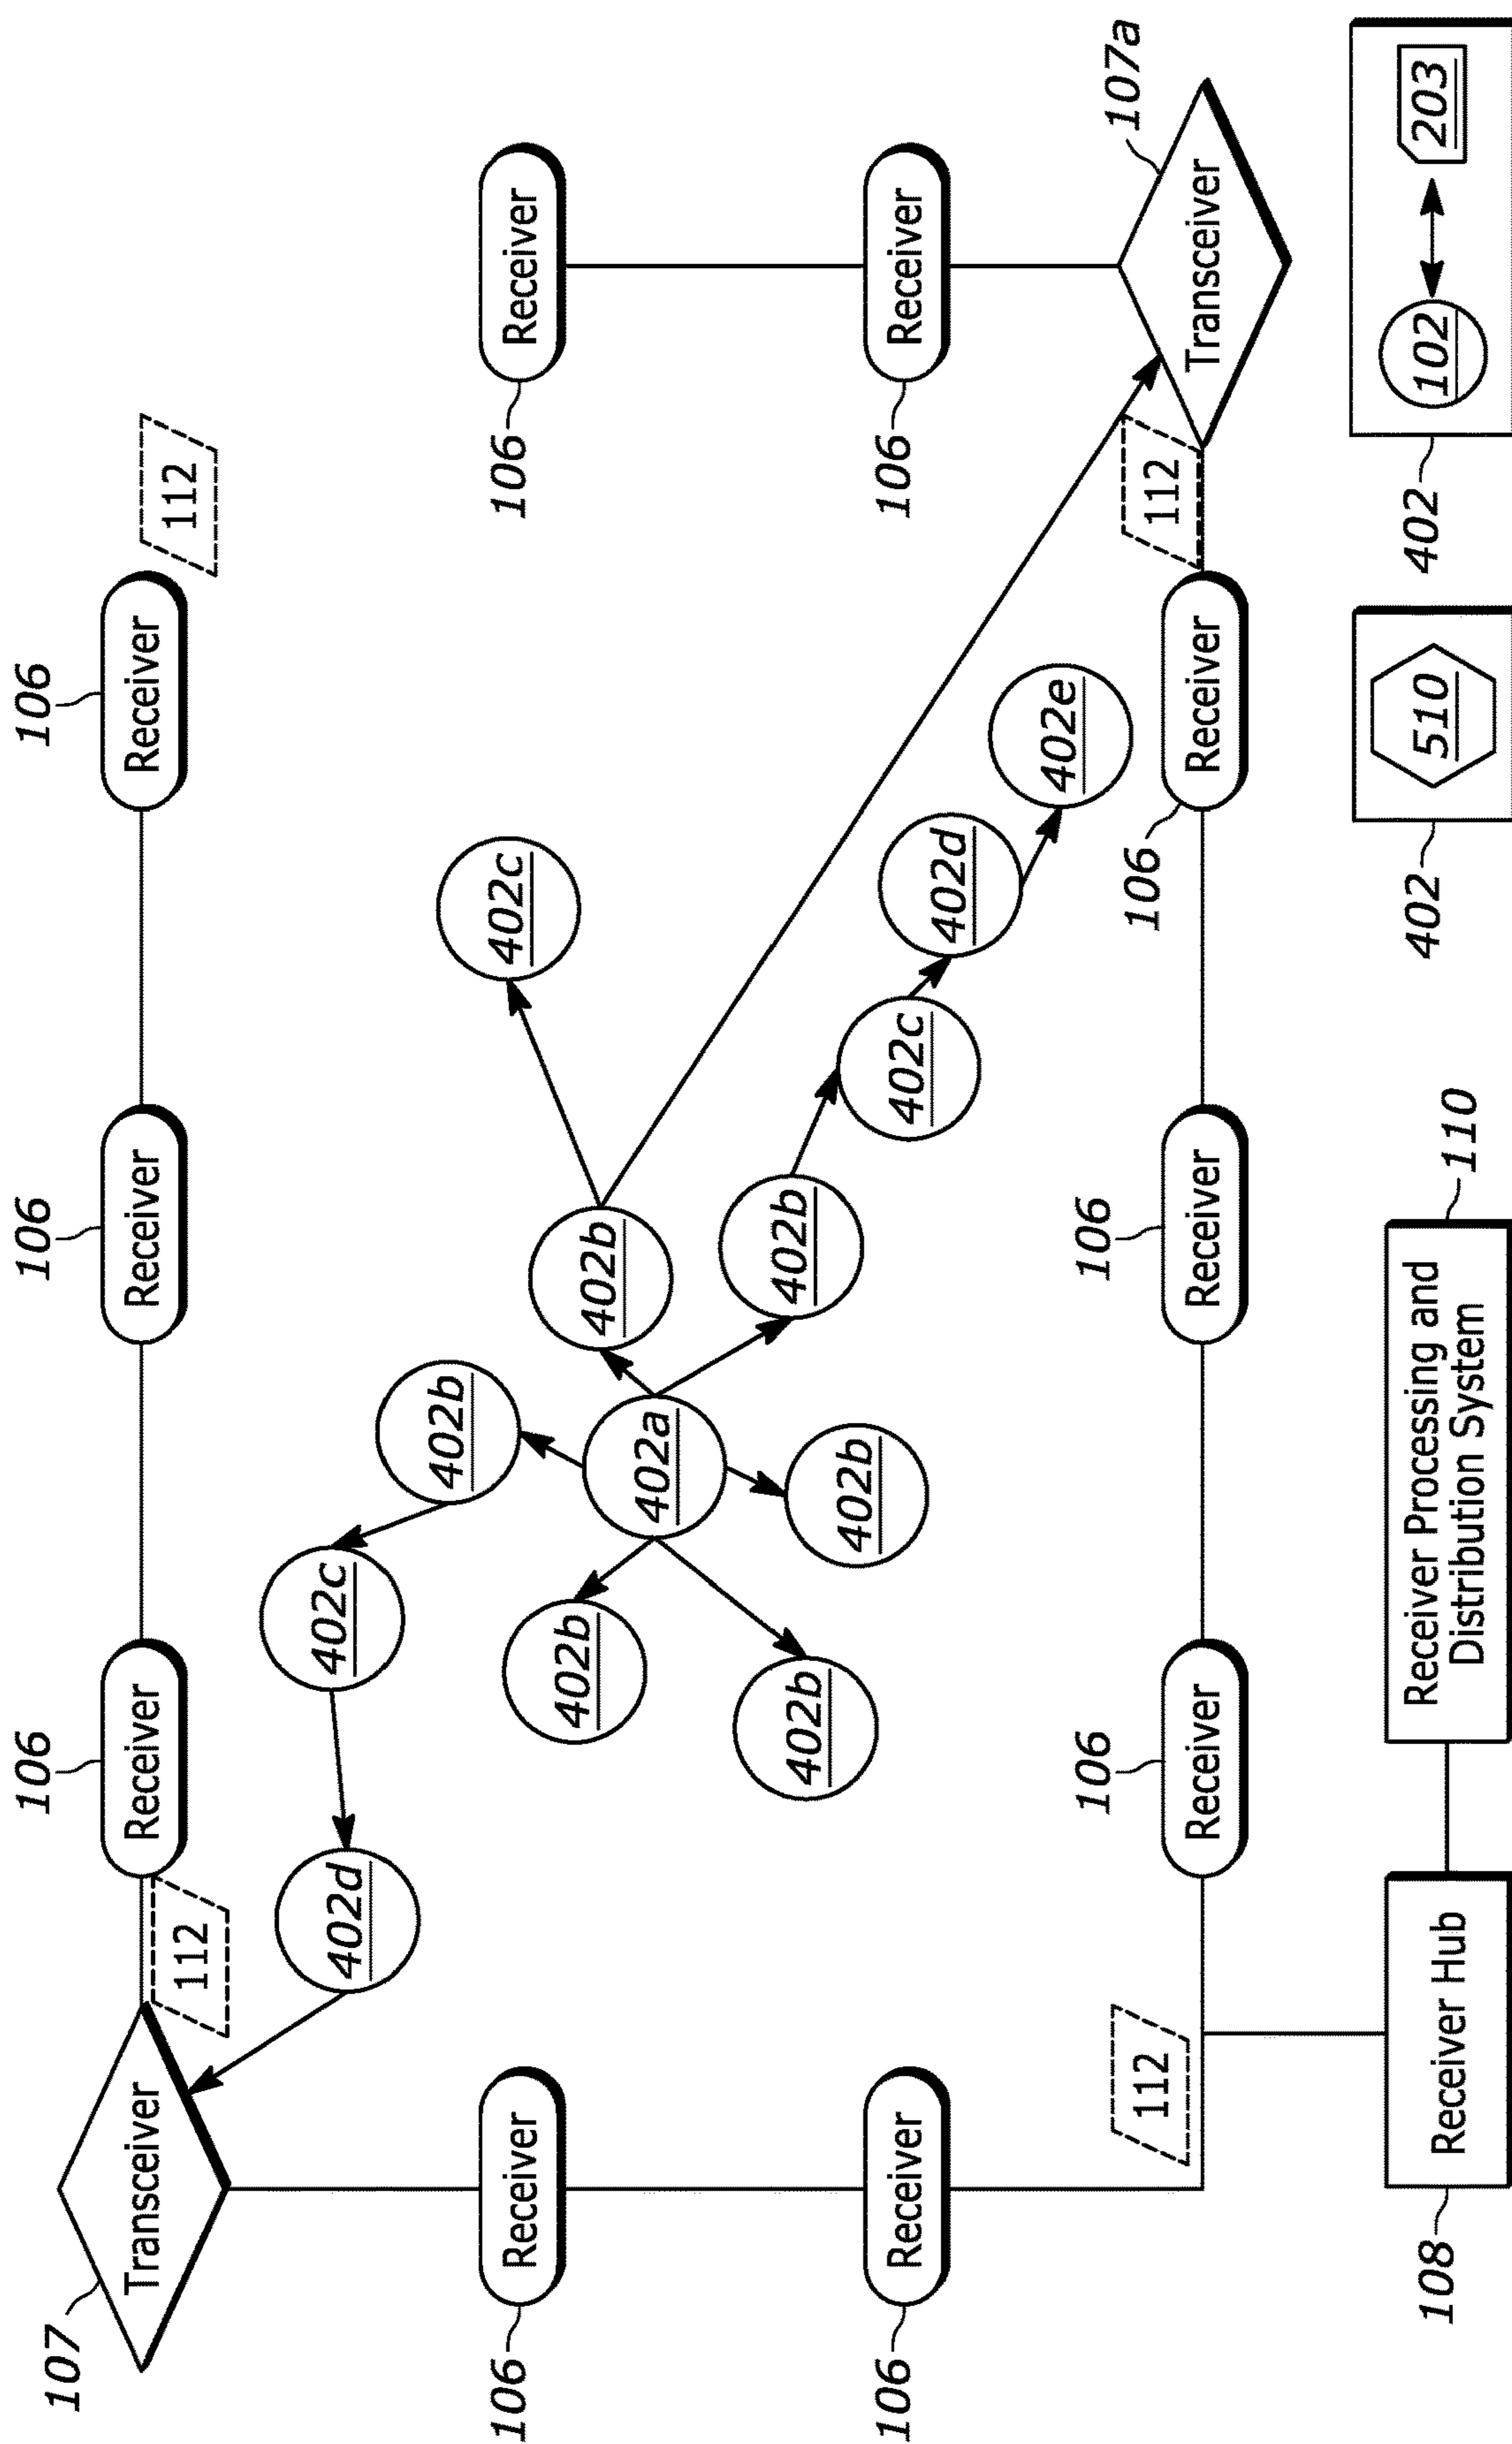 106
106
106
107
Transceiver
Receiver
Receiver
Receiver
112
112
402d
402c
402b
402c
106
Receiver
Receiver
402b
402a
402b
402b
402b
402b
402c
402d
402e
106
106
Receiver
Receiver
106
112
106
106
106
112
107a
Receiver
Receiver
Receiver
Transceiver
108
Receiver Hub
Receiver Processing and
Distribution System
110
402
510
402
102
203